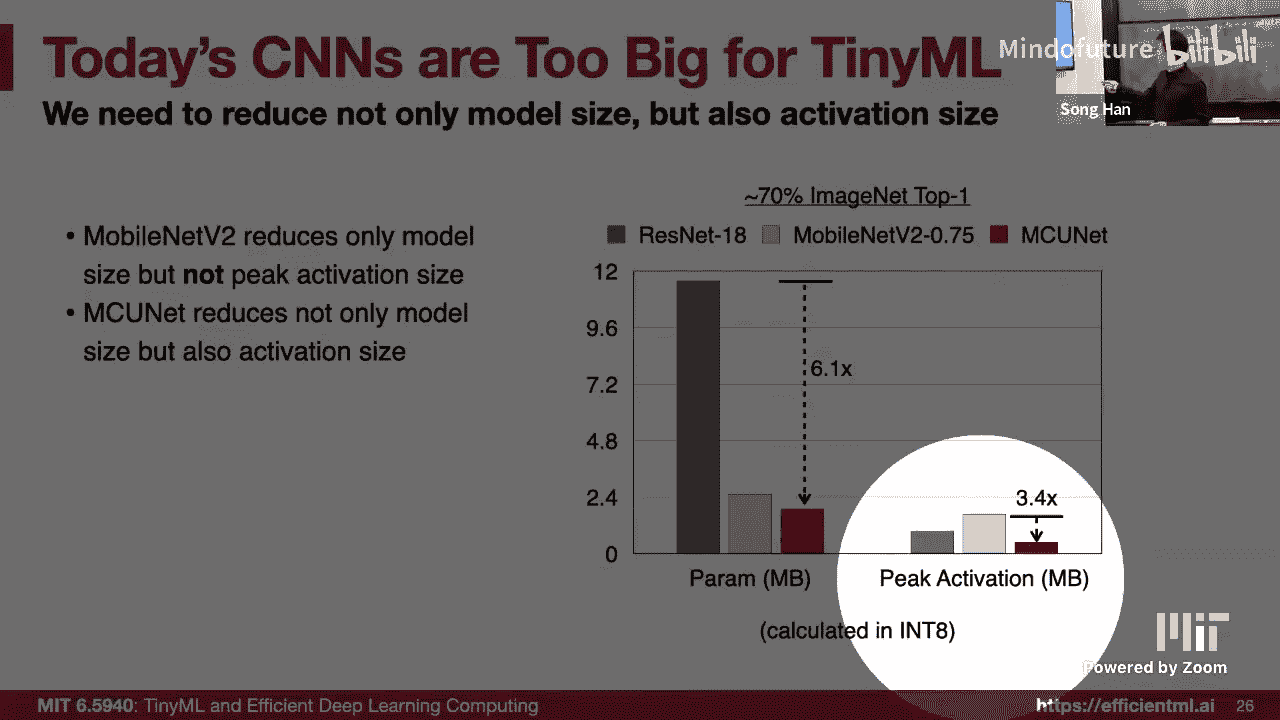 Today's CNNs are Too Big for TinyML
Mindofuture bilibili
We need to reduce not only model size, but also activation size
Song Han
~70% ImageNet Top-1
ResNet-18 MobileNetV2-0.75 MCUNet
• MobileNetV2 reduces only model
size but not peak activation size
• MCUNet reduces not only model
size but also activation size
12
9.6
7.2
4.8
2.4
0
6.1x
3.4x
Param (MB)
Peak Activation (MB)
(calculated in INT8)
MIT
Powered by Zoom
MIT 6.5940: TinyML and Efficient Deep Learning Computing
https://efficientml.ai
26